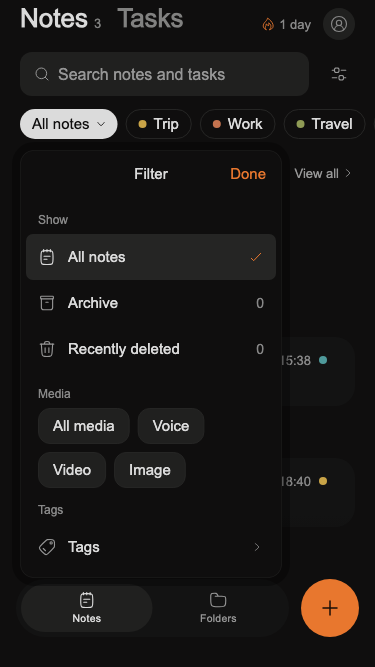 Notes 3 Tasks 1 day
Search notes and tasks
All notes Trip Work Travel
Filter Done View all
Show
All notes
Archive 0
Recently deleted 0
15:38
Media
All media Voice
Video Image
18:40
Tags
Tags
Notes Folders